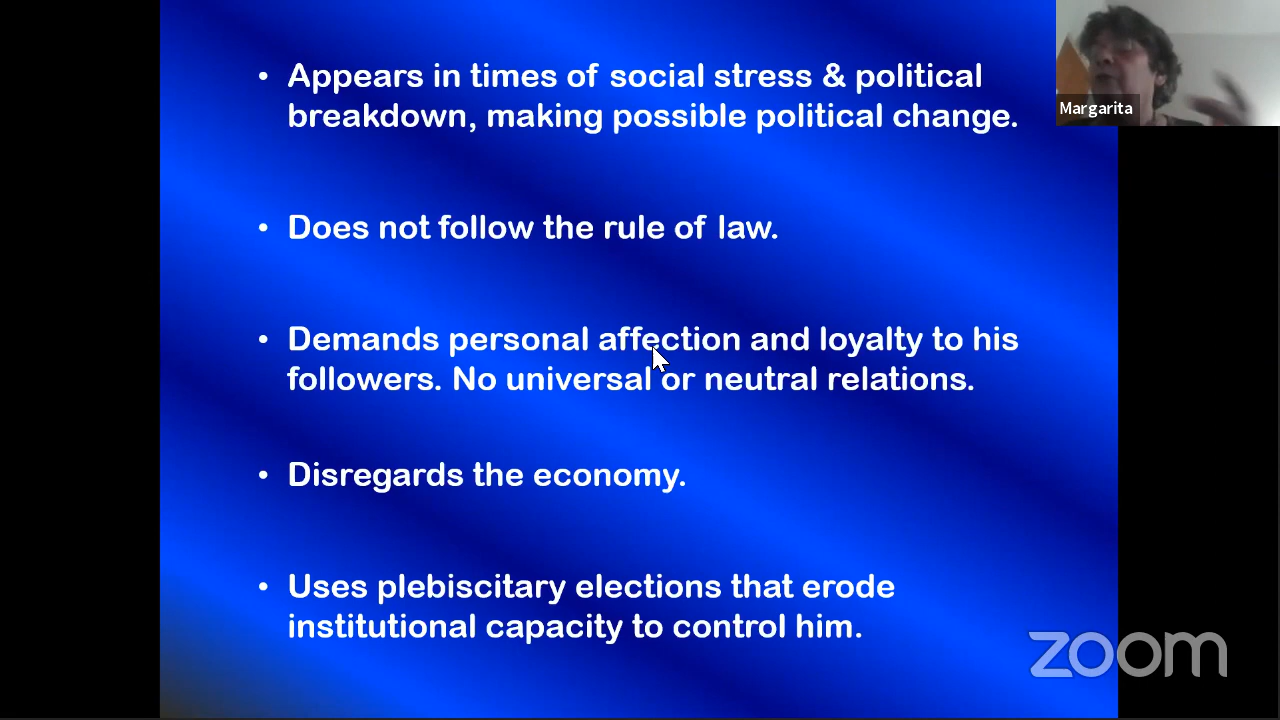 • Appears in times of social stress & political
breakdown, making possible political change.
• Does not follow the rule of law.
• Demands personal affection and loyalty to his
followers. No universal or neutral relations.
• Disregards the economy.
• Uses plebiscitary elections that erode
institutional capacity to control him.
Margarita
zoom